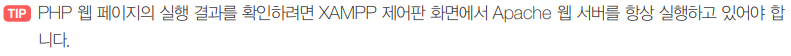 TIP PHP 웹 페이지의 실행 결과를 확인하려면 XAMPP 제어판 화면에서 Apache 웹 서버를 항상 실행하고 있어야 합
니다.